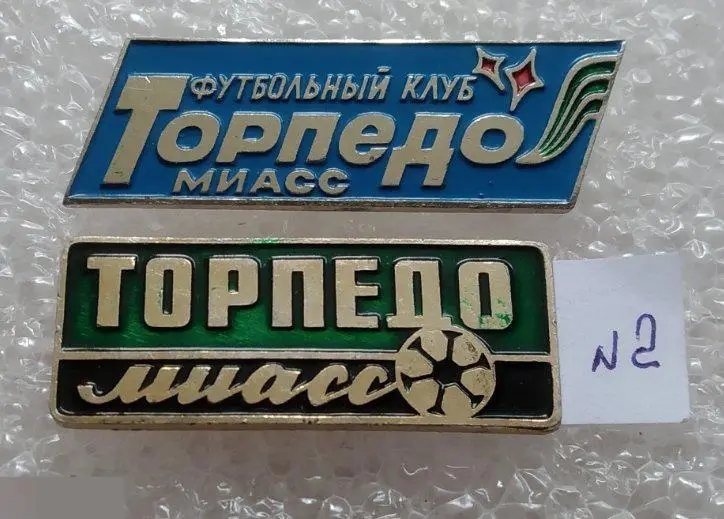 ФУТБОЛЬНЫЙ КЛУБ
ТОРПЕДО
МИАСС
ТОРПЕДО
миасс
N2